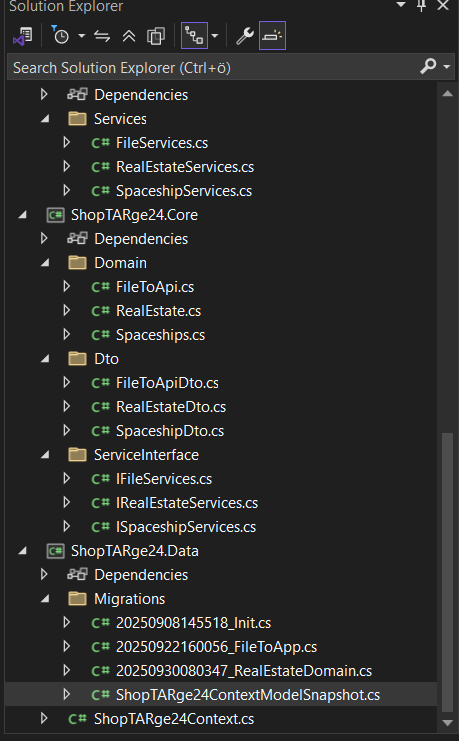 Solution Explorer
Search Solution Explorer (Ctrl+ö)
Dependencies
Services
C# FileServices.cs
C# RealEstateServices.cs
C# SpaceshipServices.cs
C# ShopTARge24.Core
Dependencies
Domain
C# FileToApi.cs
C# RealEstate.cs
C# Spaceships.cs
Dto
C# FileToApiDto.cs
C# RealEstateDto.cs
C# SpaceshipDto.cs
ServiceInterface
C# IFileServices.cs
C# IRealEstateServices.cs
C# ISpaceshipServices.cs
C# ShopTARge24.Data
Dependencies
Migrations
C# 20250908145518_Init.cs
C# 20250922160056_FileToApp.cs
C# 20250930080347_RealEstateDomain.cs
C# ShopTARge24ContextModelSnapshot.cs
C# ShopTARge24Context.cs